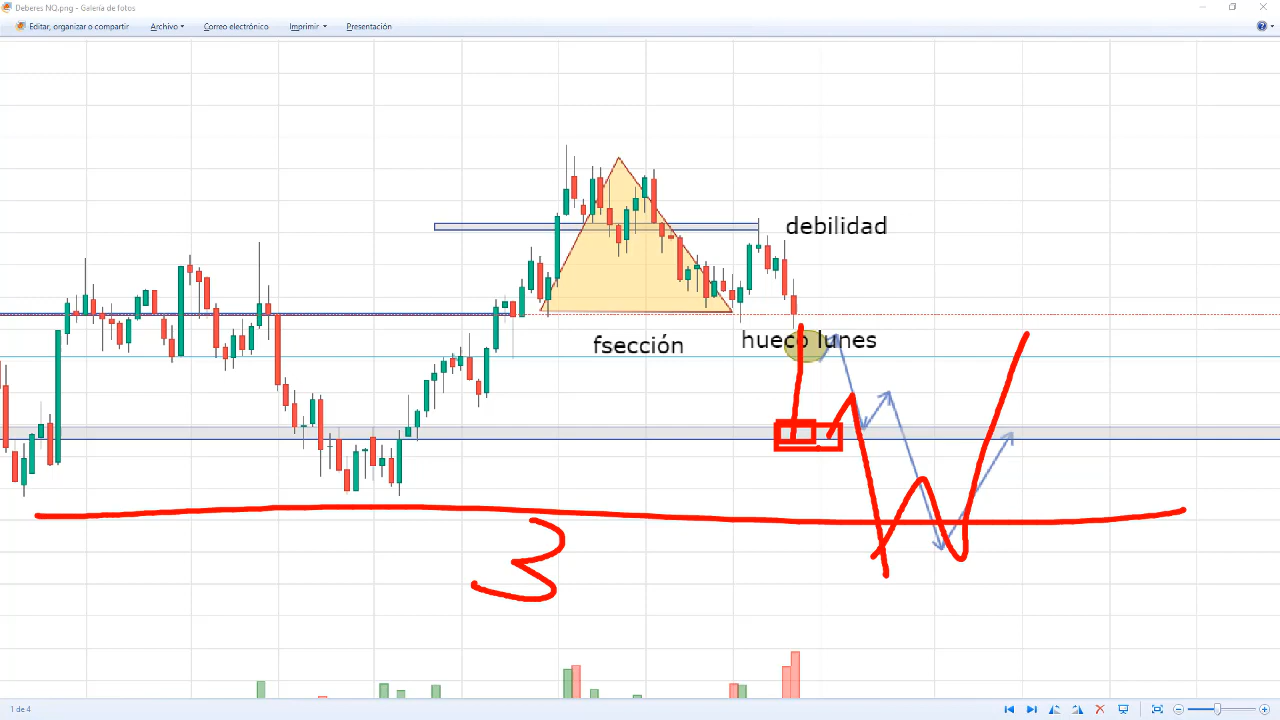 Deberes NQ.png - Galería de fotos
Editar, organizar o compartir Archivo Correo electrónico Imprimir Presentación
debilidad
fsección
hueco lunes
3
1 de 4